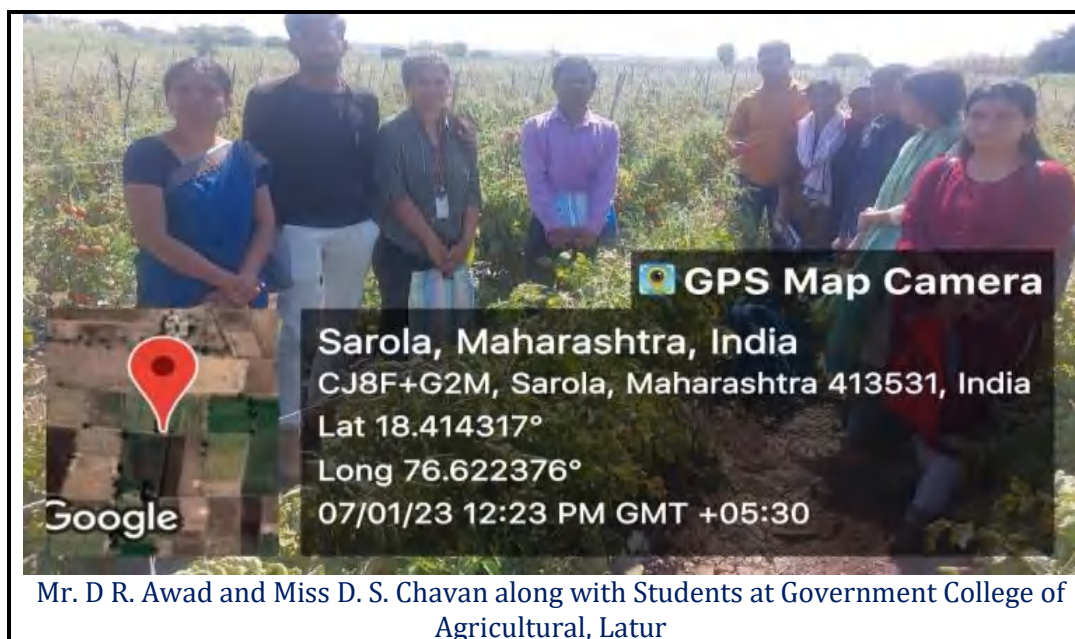 GPS Map Camera
Sarola, Maharashtra, India
CJ8F+G2M, Sarola, Maharashtra 413531, India
Lat 18.414317°
Long 76.622376°
07/01/23 12:23 PM GMT +05:30
Google
Mr. D R. Awad and Miss D. S. Chavan along with Students at Government College of
Agricultural, Latur